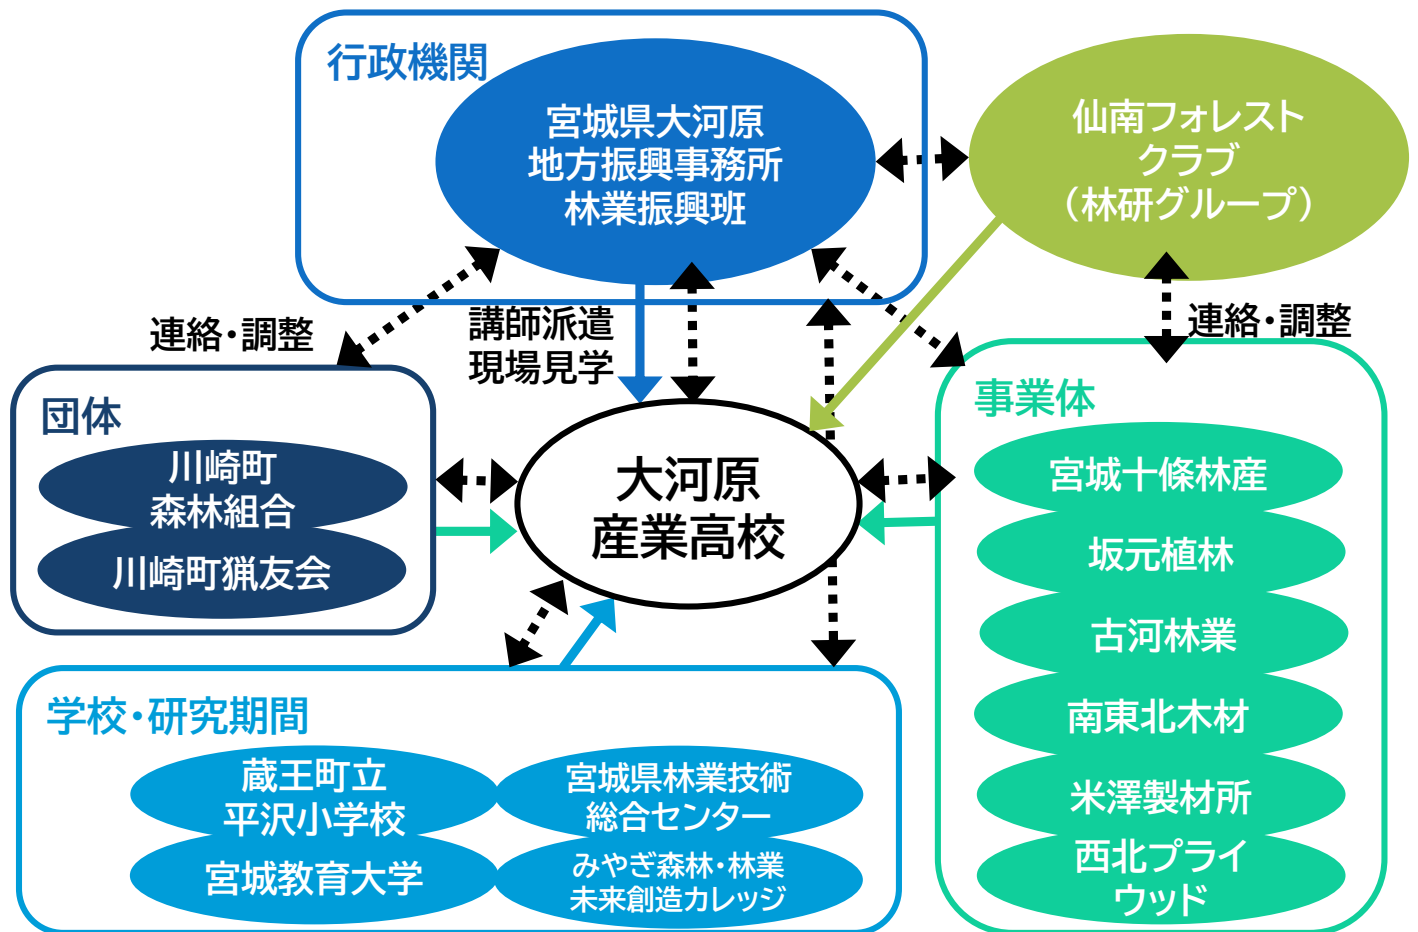 行政機関
宮城県大河原
地方振興事務所
林業振興班
仙南フォレスト
クラブ
（林研グループ）
連絡・調整
講師派遣
現場見学
連絡・調整
団体
川崎町
森林組合
川崎町猟友会
大河原
産業高校
事業体
宮城十條林産
坂元植林
古河林業
南東北木材
米澤製材所
西北プライ
ウッド
学校・研究期間
蔵王町立
平沢小学校
宮城県林業技術
総合センター
宮城教育大学
みやぎ森林・林業
未来創造カレッジ